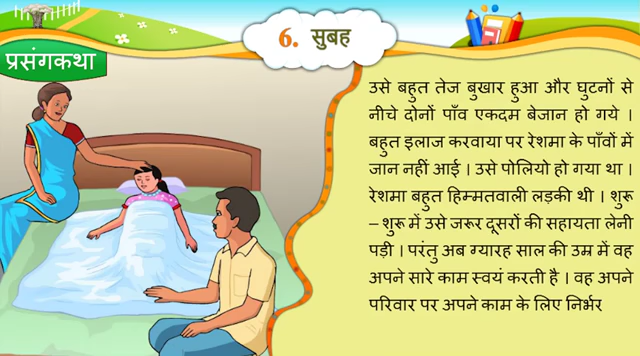 6. सुबह
प्रसंगकथा
उसे बहुत तेज बुखार हुआ और घुटनों से
नीचे दोनों पाँव एकदम बेजान हो गये ।
बहुत इलाज करवाया पर रेशमा के पाँवों में
जान नहीं आई । उसे पोलियो हो गया था ।
रेशमा बहुत हिम्मतवाली लड़की थी । शुरू
– शुरू में उसे जरूर दूसरों की सहायता लेनी
पड़ी । परंतु अब ग्यारह साल की उम्र में वह
अपने सारे काम स्वयं करती है । वह अपने
परिवार पर अपने काम के लिए निर्भर